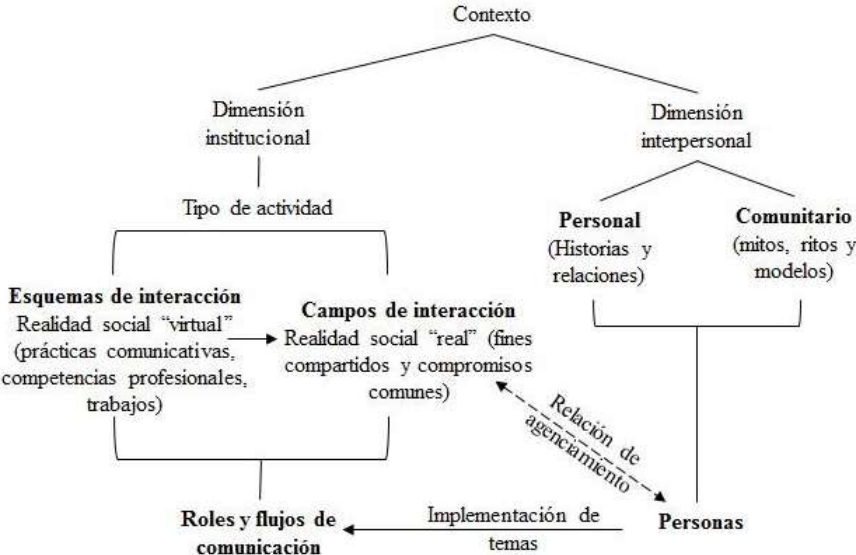 Contexto
Dimensión
institucional
Dimensión
interpersonal
Tipo de actividad
Personal
(Historias y
relaciones)
Comunitario
(mitos, ritos y
modelos)
Esquemas de interacción
Realidad social “virtual”
(prácticas comunicativas,
competencias profesionales,
trabajos)
Campos de interacción
Realidad social “real” (fines
compartidos y compromisos
comunes)
Relación de
agenciamiento
Roles y flujos de
comunicación
Implementación de
temas
Personas